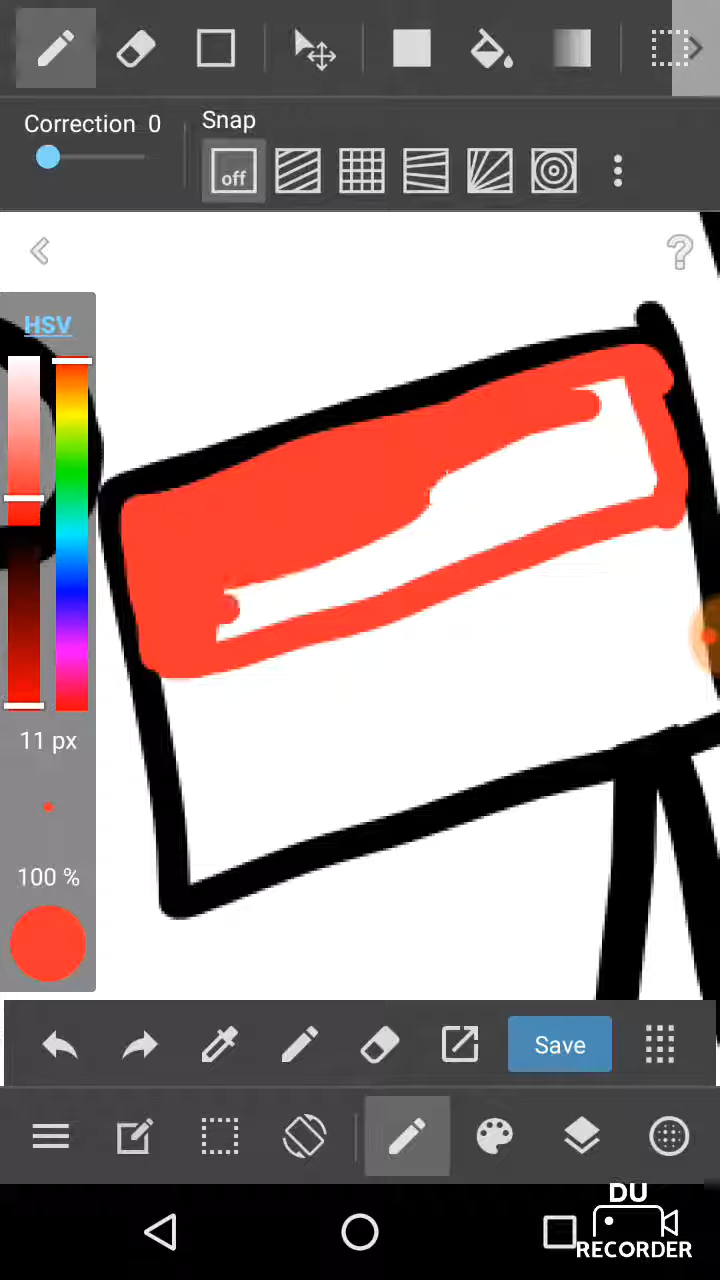 Correction 0
Snap
off
HSV
11 px
100 %
Save
DU
RECORDER